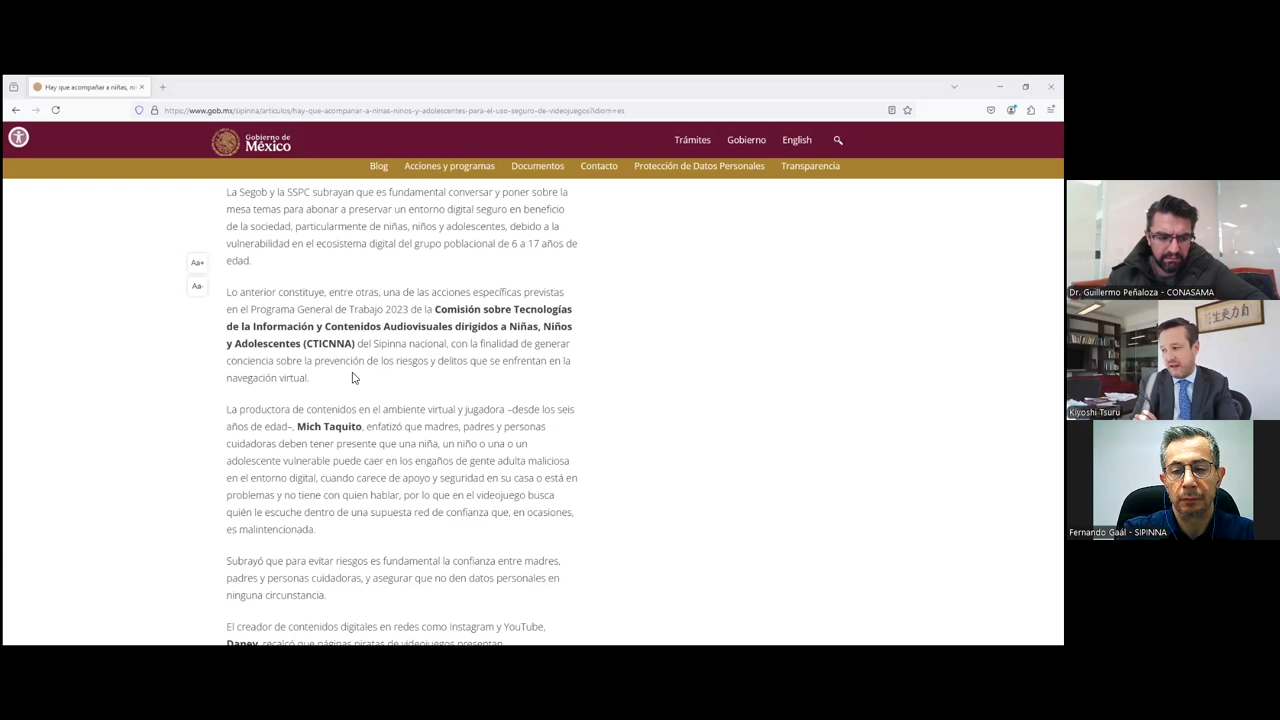 Hay que acompañar a niñas, ni
https://www.gob.mx/sipinna/articulos/hay-que-acompanar-a-ninas-ninos-y-adolescentes-para-el-uso-seguro-de-videojuegos?idiom=es
Gobierno de
México
Trámites
Gobierno
English
Blog
Acciones y programas
Documentos
Contacto
Protección de Datos Personales
Transparencia
Aa+
Aa-
La Segob y la SSPC subrayan que es fundamental conversar y poner sobre la
mesa temas para abonar a preservar un entorno digital seguro en beneficio
de la sociedad, particularmente de niñas, niños y adolescentes, debido a la
vulnerabilidad en el ecosistema digital del grupo poblacional de 6 a 17 años de
edad.
Lo anterior constituye, entre otras, una de las acciones específicas previstas
en el Programa General de Trabajo 2023 de la Comisión sobre Tecnologías
de la Información y Contenidos Audiovisuales dirigidos a Niñas, Niños
y Adolescentes (CTICNNA) del Sipinna nacional, con la finalidad de generar
conciencia sobre la prevención de los riesgos y delitos que se enfrentan en la
navegación virtual.
La productora de contenidos en el ambiente virtual y jugadora –desde los seis
años de edad–, Mich Taquito, enfatizó que madres, padres y personas
cuidadoras deben tener presente que una niña, un niño o una o un
adolescente vulnerable puede caer en los engaños de gente adulta maliciosa
en el entorno digital, cuando carece de apoyo y seguridad en su casa o está en
problemas y no tiene con quien hablar, por lo que en el videojuego busca
quién le escuche dentro de una supuesta red de confianza que, en ocasiones,
es malintencionada.
Subrayó que para evitar riesgos es fundamental la confianza entre madres,
padres y personas cuidadoras, y asegurar que no den datos personales en
ninguna circunstancia.
El creador de contenidos digitales en redes como Instagram y YouTube,
recalcó que páginas piratas de videojuegos presentan
Dr. Guillermo Peñaloza - CONASAMA
Kiyoshi Tsuru
Fernando Gaál - SIPINNA